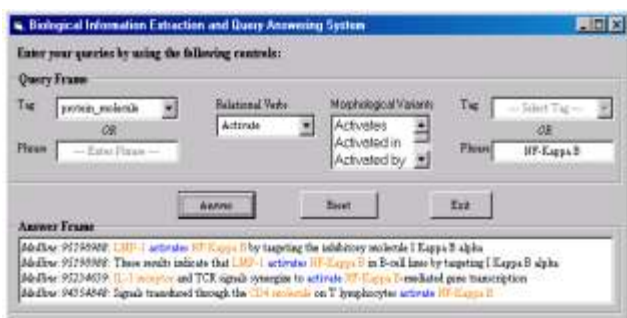 Biological Information Extraction and Query Answering System
Enter your queries by using the following controls:
Query Frame
Tag protein_molecule Relational Verbs Morphological Variants Tag --- Select Tag ---
OR Activate Activates OR
Activated in
Phrase --- Enter Phrase --- Activated by Phrase NF-Kappa B
Answer Reset Exit
Answer Frame
Medline: 95198988: LMP-1 activates NF-Kappa B by targeting the inhibitory molecule I Kappa B alpha
Medline: 95198988: These results indicate that LMP-1 activates NF-Kappa B in B-cell lines by targeting I Kappa B alpha
Medline: 95234639: IL-1 receptor and TCR signals synergize to activate NF-Kappa B-mediated gene transcription
Medline: 94354848: Signals transduced through the CD4 molecule on T lymphocytes activate NF-Kappa B